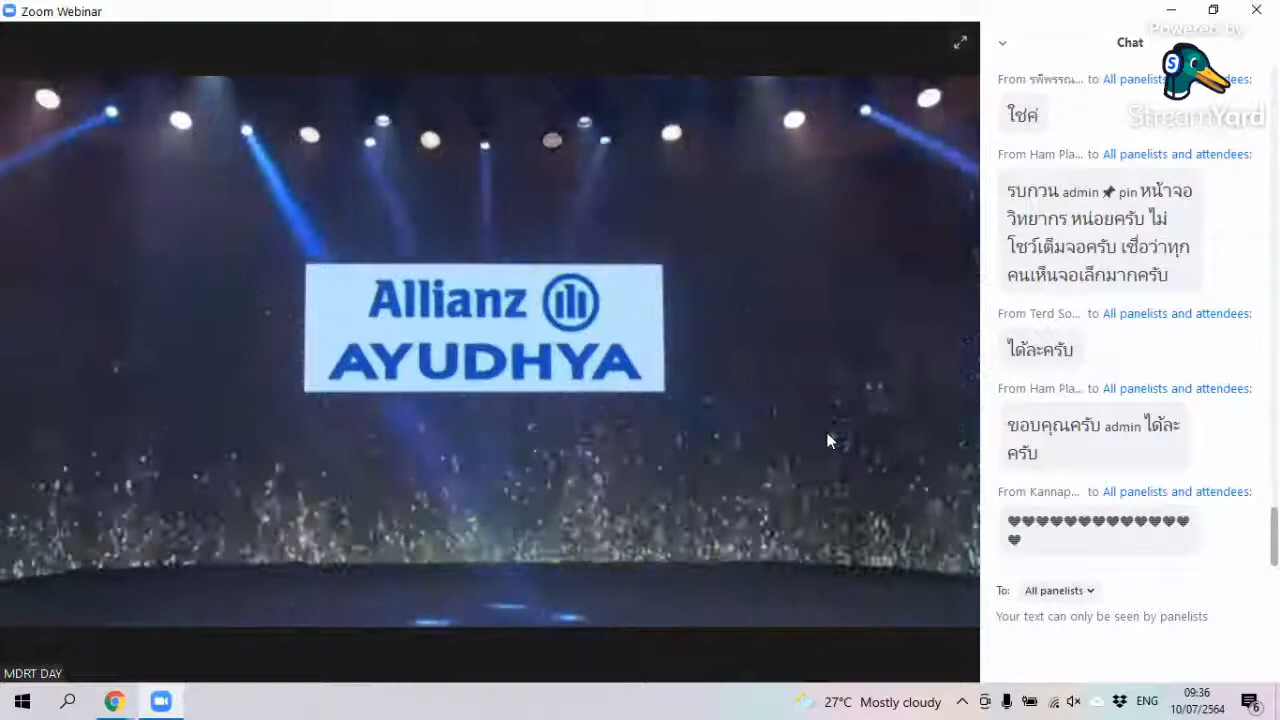 Zoom Webinar
Allianz
AYUDHYA
MDRT DAY
Powered by
StreamYard
Chat
From รพีพรรณ... to All panelists and attendees:
ใชค่
From Ham Pla... to All panelists and attendees:
รบกวน admin 📌 pin หน้าจอ
วิทยากร หน่อยครับ ไม่
โชว์เต็มจอครับ เชื่อว่าทุก
คนเห็นจอเล็กมากครับ
From Terd So... to All panelists and attendees:
ได้ละครับ
From Ham Pla... to All panelists and attendees:
ขอบคุณครับ admin ได้ละ
ครับ
From Kannap... to All panelists and attendees:
♥♥♥♥♥♥♥♥♥♥♥♥♥
♥
To: All panelists
Your text can only be seen by panelists
27°C Mostly cloudy
ENG
09:36
10/07/2564
6